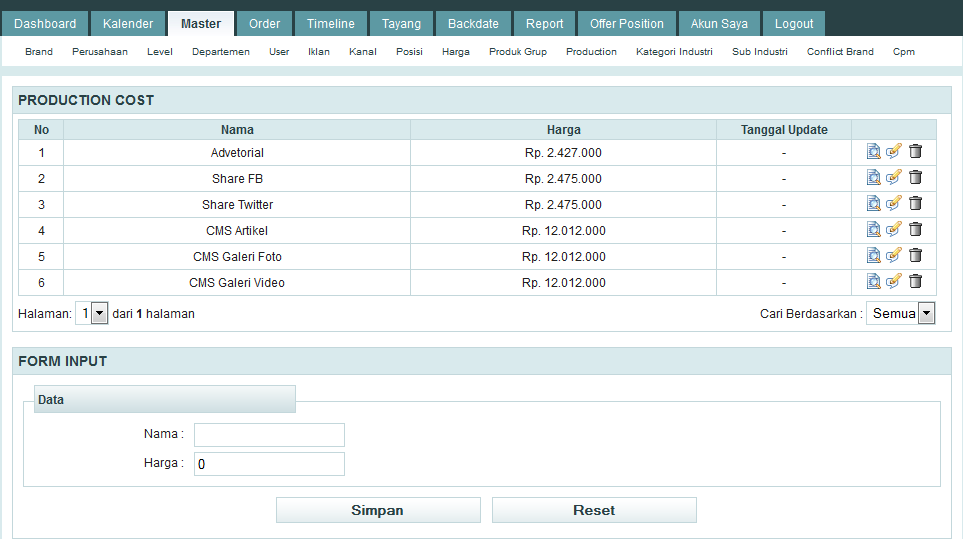 Dashboard Kalender Master Order Timeline Tayang Backdate Report Offer Position Akun Saya Logout
Brand Perusahaan Level Departemen User Iklan Kanal Posisi Harga Produk Grup Production Kategori Industri Sub Industri Conflict Brand Cpm
PRODUCTION COST
No Nama Harga Tanggal Update
1 Advetorial Rp. 2.427.000 -
2 Share FB Rp. 2.475.000 -
3 Share Twitter Rp. 2.475.000 -
4 CMS Artikel Rp. 12.012.000 -
5 CMS Galeri Foto Rp. 12.012.000 -
6 CMS Galeri Video Rp. 12.012.000 -
Halaman: 1 dari 1 halaman Cari Berdasarkan : Semua
FORM INPUT
Data
Nama :
Harga : 0
Simpan Reset